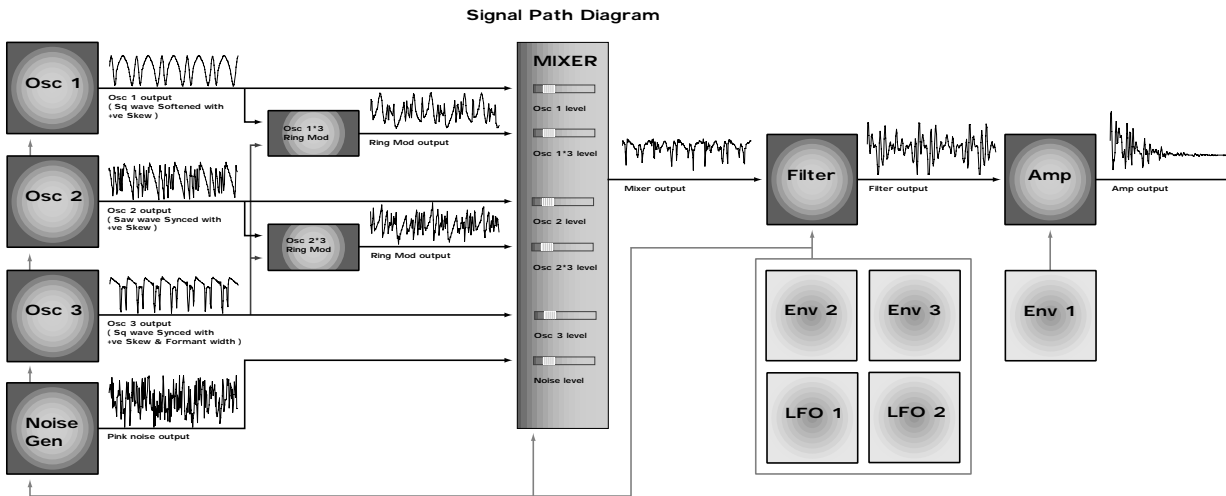 Signal Path Diagram
Osc 1
Osc 1 output
( Sq wave Softened with
+ve Skew )
Osc 1*3
Ring Mod
Ring Mod output
Osc 2
Osc 2 output
( Saw wave Synced with
+ve Skew )
Osc 2*3
Ring Mod
Ring Mod output
Osc 3
Osc 3 output
( Sq wave Synced with
+ve Skew & Formant width )
Noise
Gen
Pink noise output
MIXER
Osc 1 level
Osc 1*3 level
Osc 2 level
Osc 2*3 level
Osc 3 level
Noise level
Mixer output
Filter
Filter output
Amp
Amp output
Env 2
Env 3
Env 1
LFO 1
LFO 2